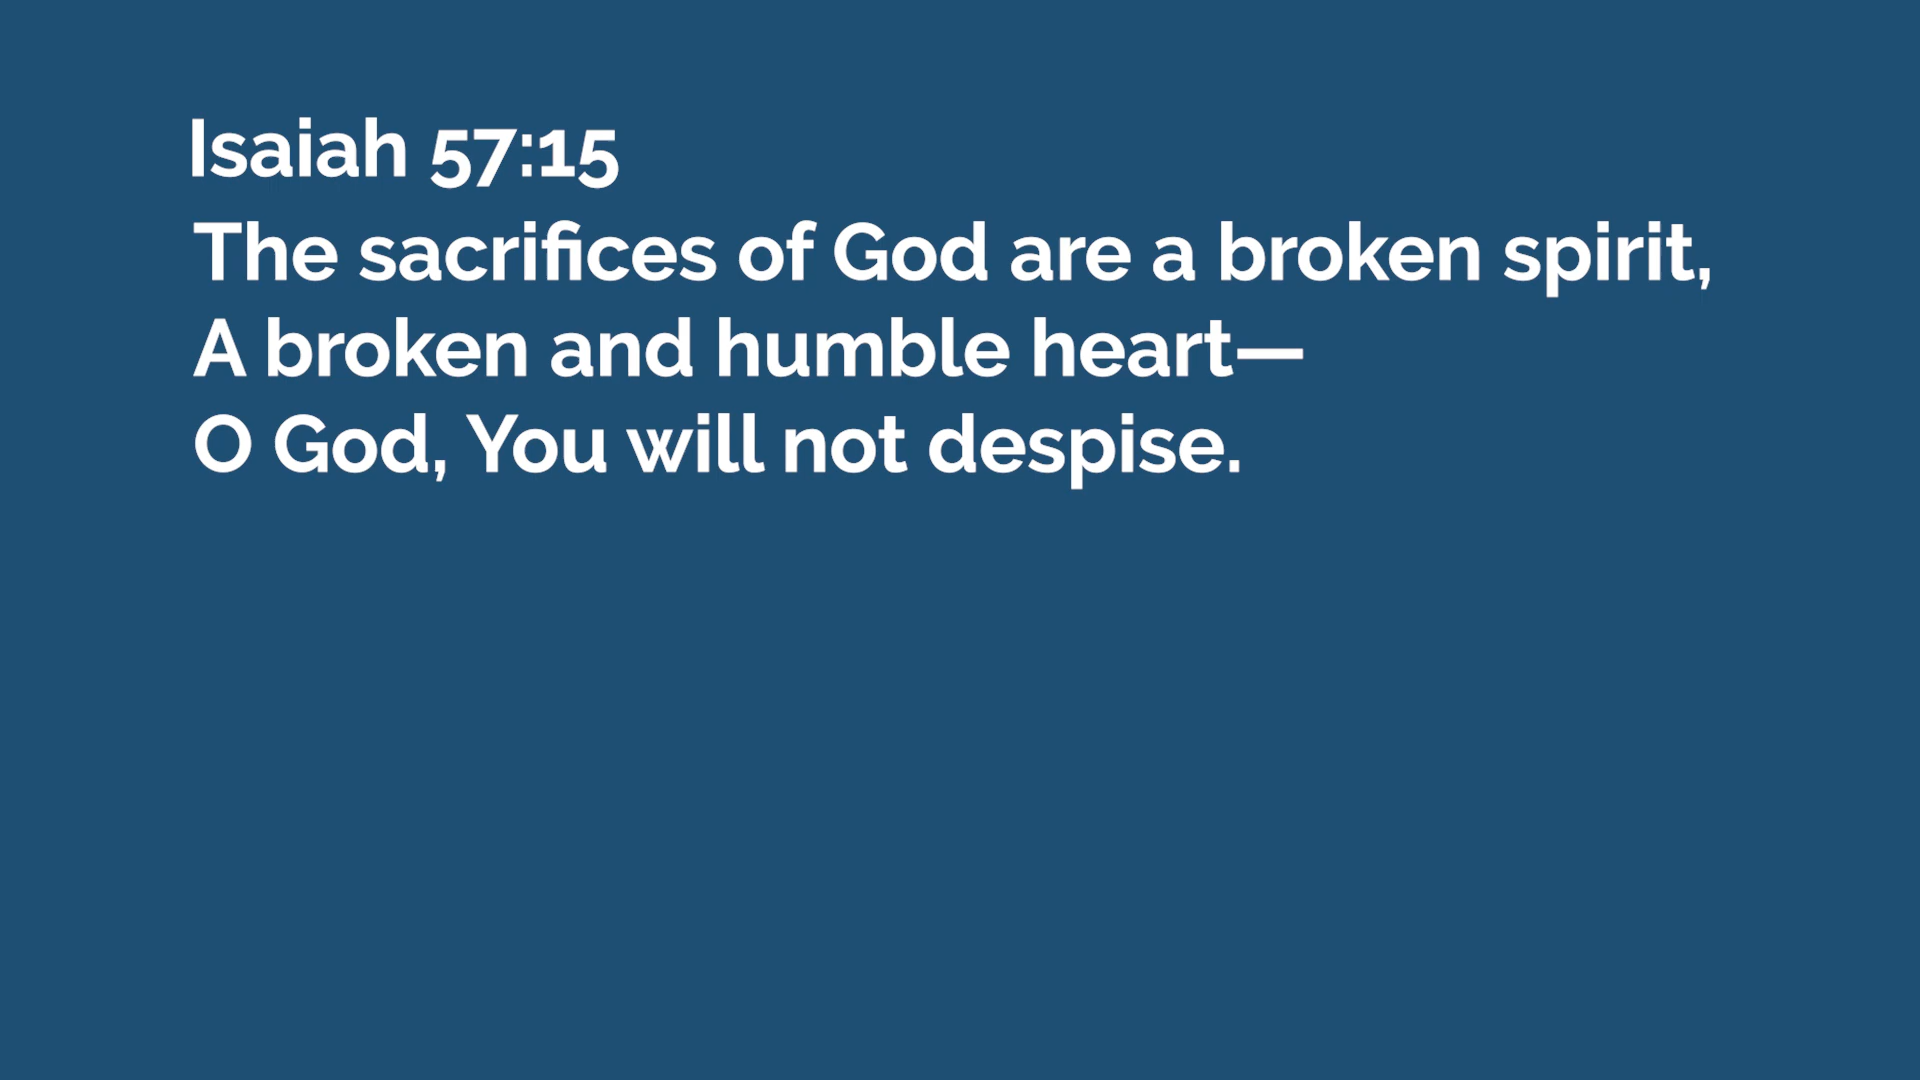 Isaiah 57:15
The sacrifices of God are a broken spirit,
A broken and humble heart—
O God, You will not despise.